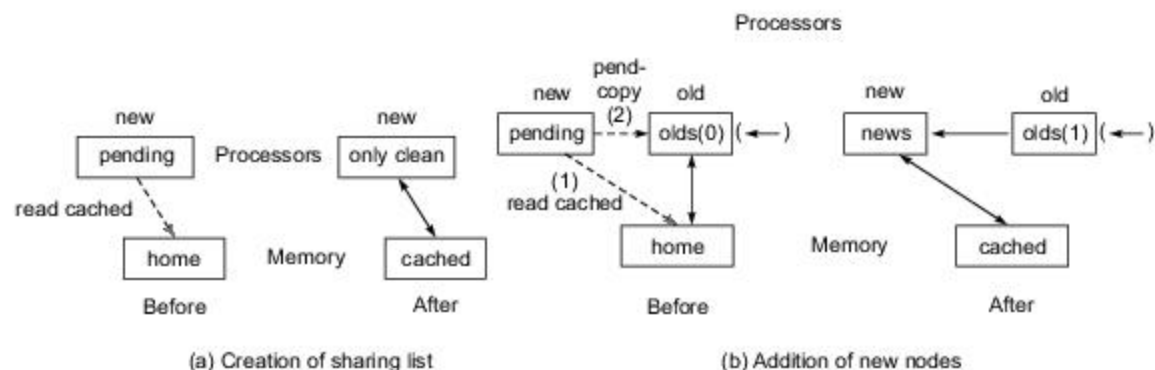 Processors
new
pending
read cached
home
Before
Processors
Memory
new
only clean
cached
After
(a) Creation of sharing list
new
pending
pend-
copy
(2)
old
olds(0)
( )
(1)
read cached
home
Before
Memory
new
news
old
olds(1)
( )
cached
After
(b) Addition of new nodes